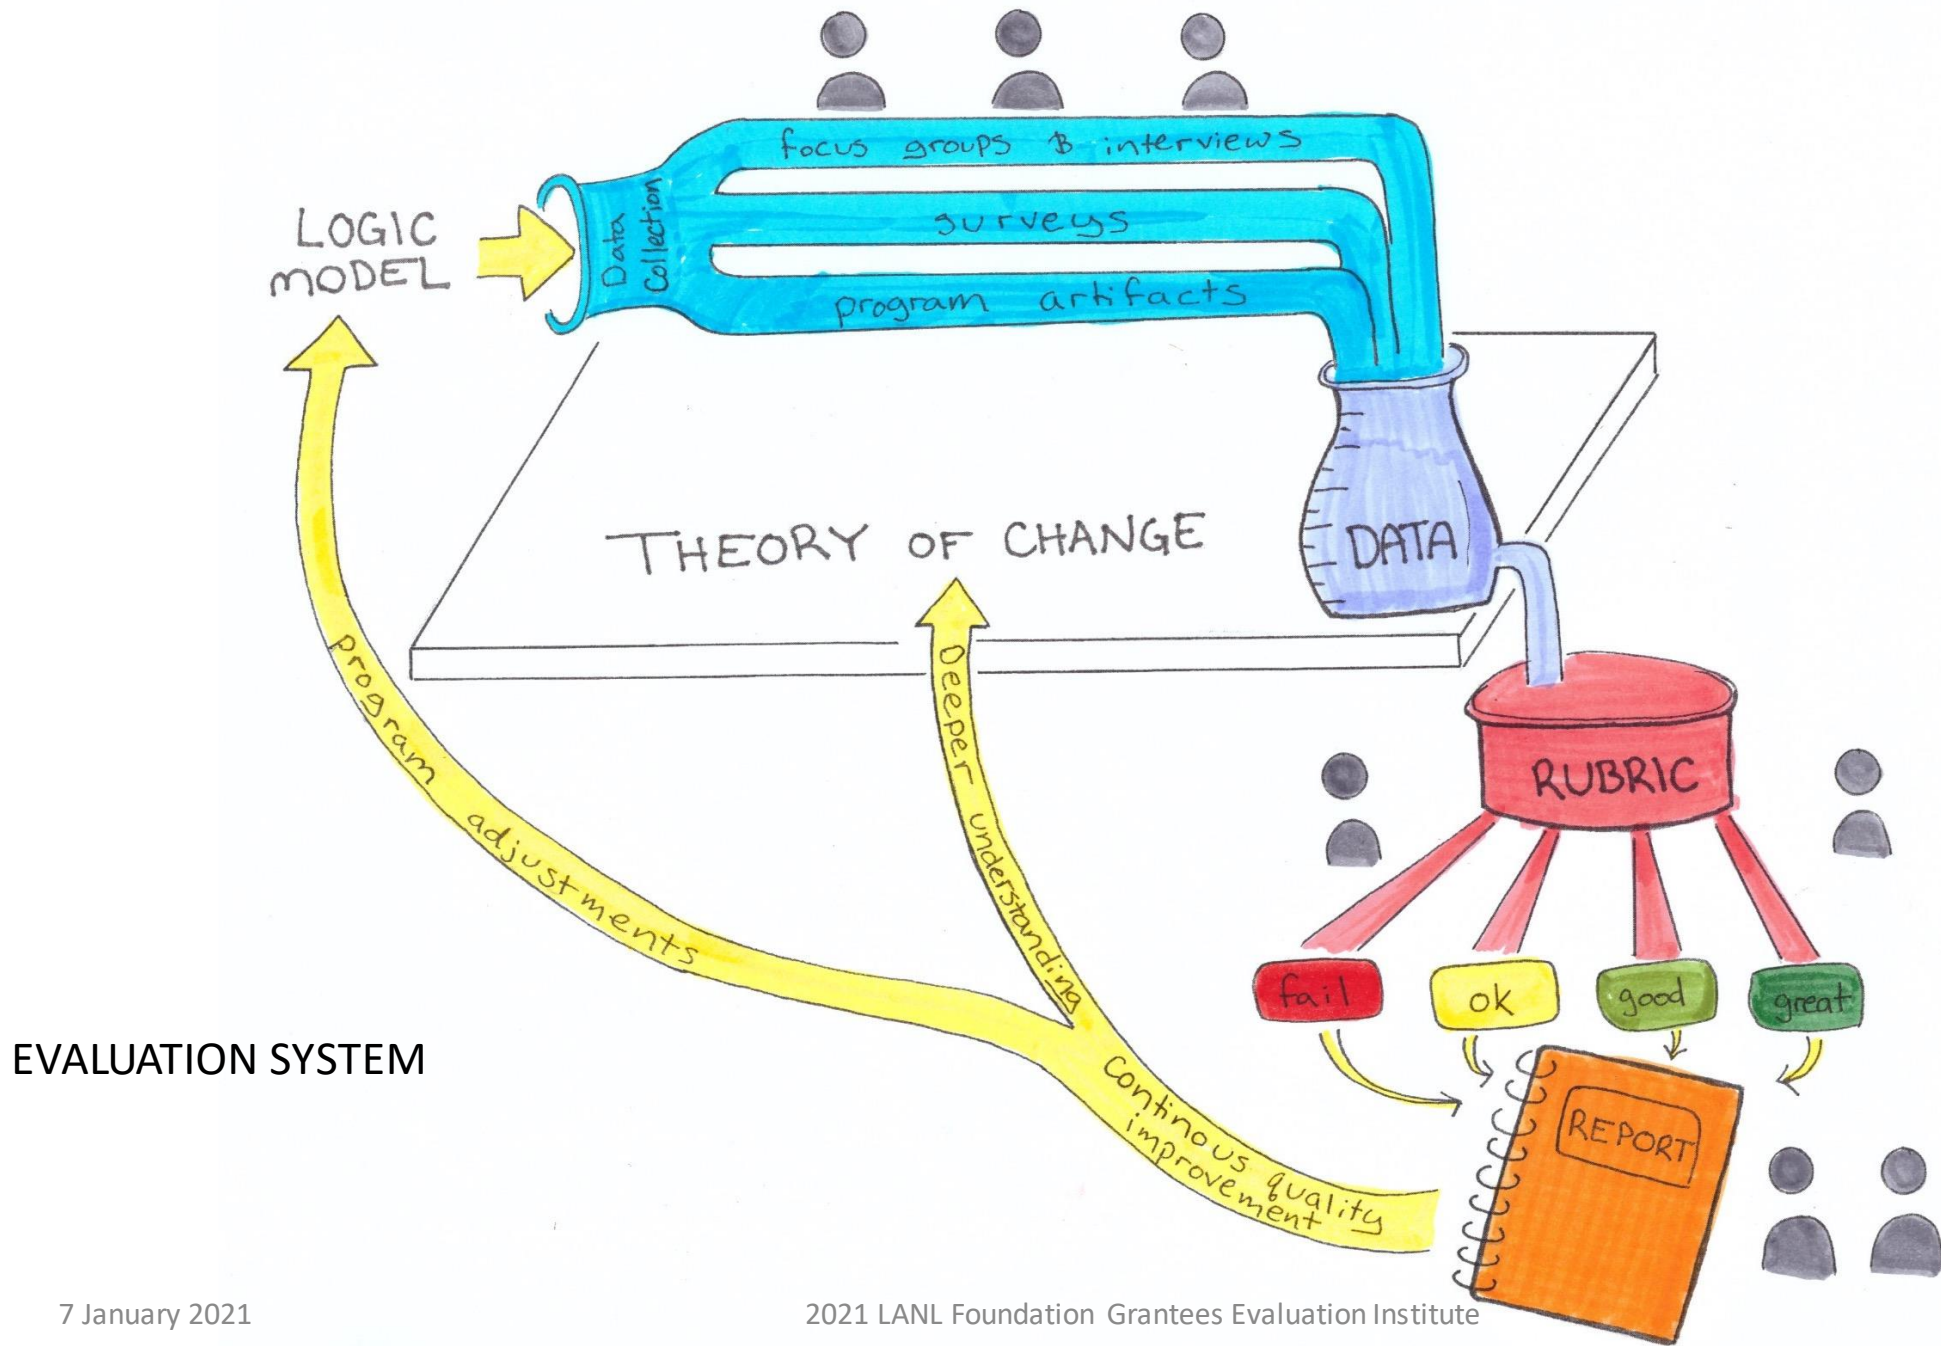 focus groups & interviews
surveys
program artifacts
Data
Collection
LOGIC
MODEL
THEORY OF CHANGE
DATA
RUBRIC
fail
ok
good
great
REPORT
Continous quality
improvement
Deeper understanding
program adjustments
EVALUATION SYSTEM
7 January 2021
2021 LANL Foundation Grantees Evaluation Institute